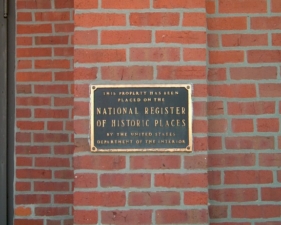 THIS PROPERTY HAS BEEN
PLACED ON THE
NATIONAL REGISTER
OF HISTORIC PLACES
BY THE UNITED STATES
DEPARTMENT OF THE INTERIOR